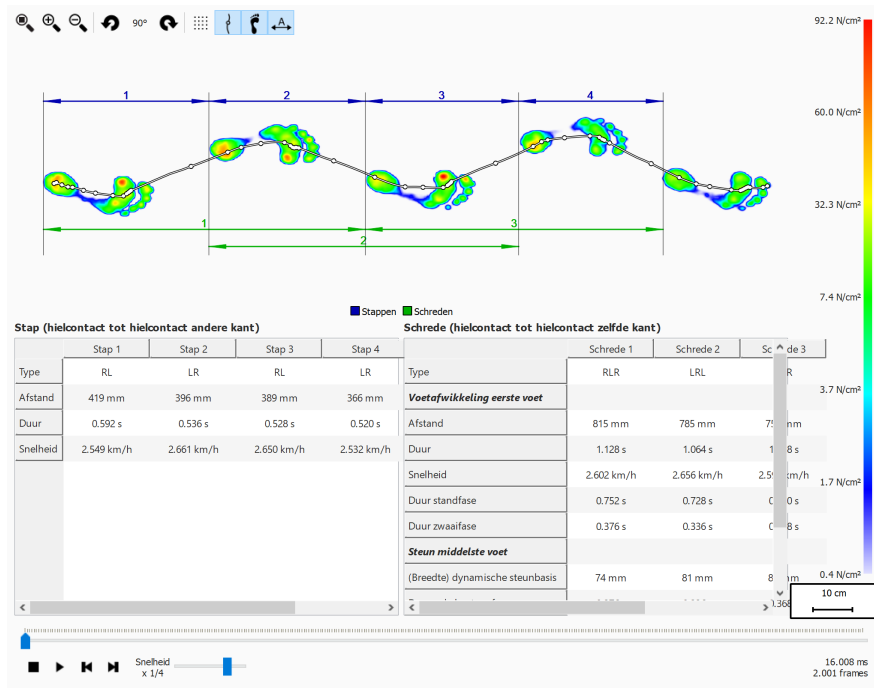 90°
A
92.2 N/cm²
60.0 N/cm²
32.3 N/cm²
7.4 N/cm²
3.7 N/cm²
1.7 N/cm²
0.4 N/cm²
1 2 3 4
1 3
2
Stappen Schreden
Stap (hielcontact tot hielcontact andere kant)
Stap 1 Stap 2 Stap 3 Stap 4
Type RL LR RL LR
Afstand 419 mm 396 mm 389 mm 366 mm
Duur 0.592 s 0.536 s 0.528 s 0.520 s
Snelheid 2.549 km/h 2.661 km/h 2.650 km/h 2.532 km/h
Schrede (hielcontact tot hielcontact zelfde kant)
Schrede 1 Schrede 2
Type RLR LRL
Voetafwikkeling eerste voet
Afstand 815 mm 785 mm
Duur 1.128 s 1.064 s
Snelheid 2.602 km/h 2.656 km/h
Duur standfase 0.752 s 0.728 s
Duur zwaaifase 0.376 s 0.336 s
Steun middelste voet
(Breedte) dynamische steunbasis 74 mm 81 mm
10 cm
Snelheid
x 1/4
16.008 ms
2.001 frames